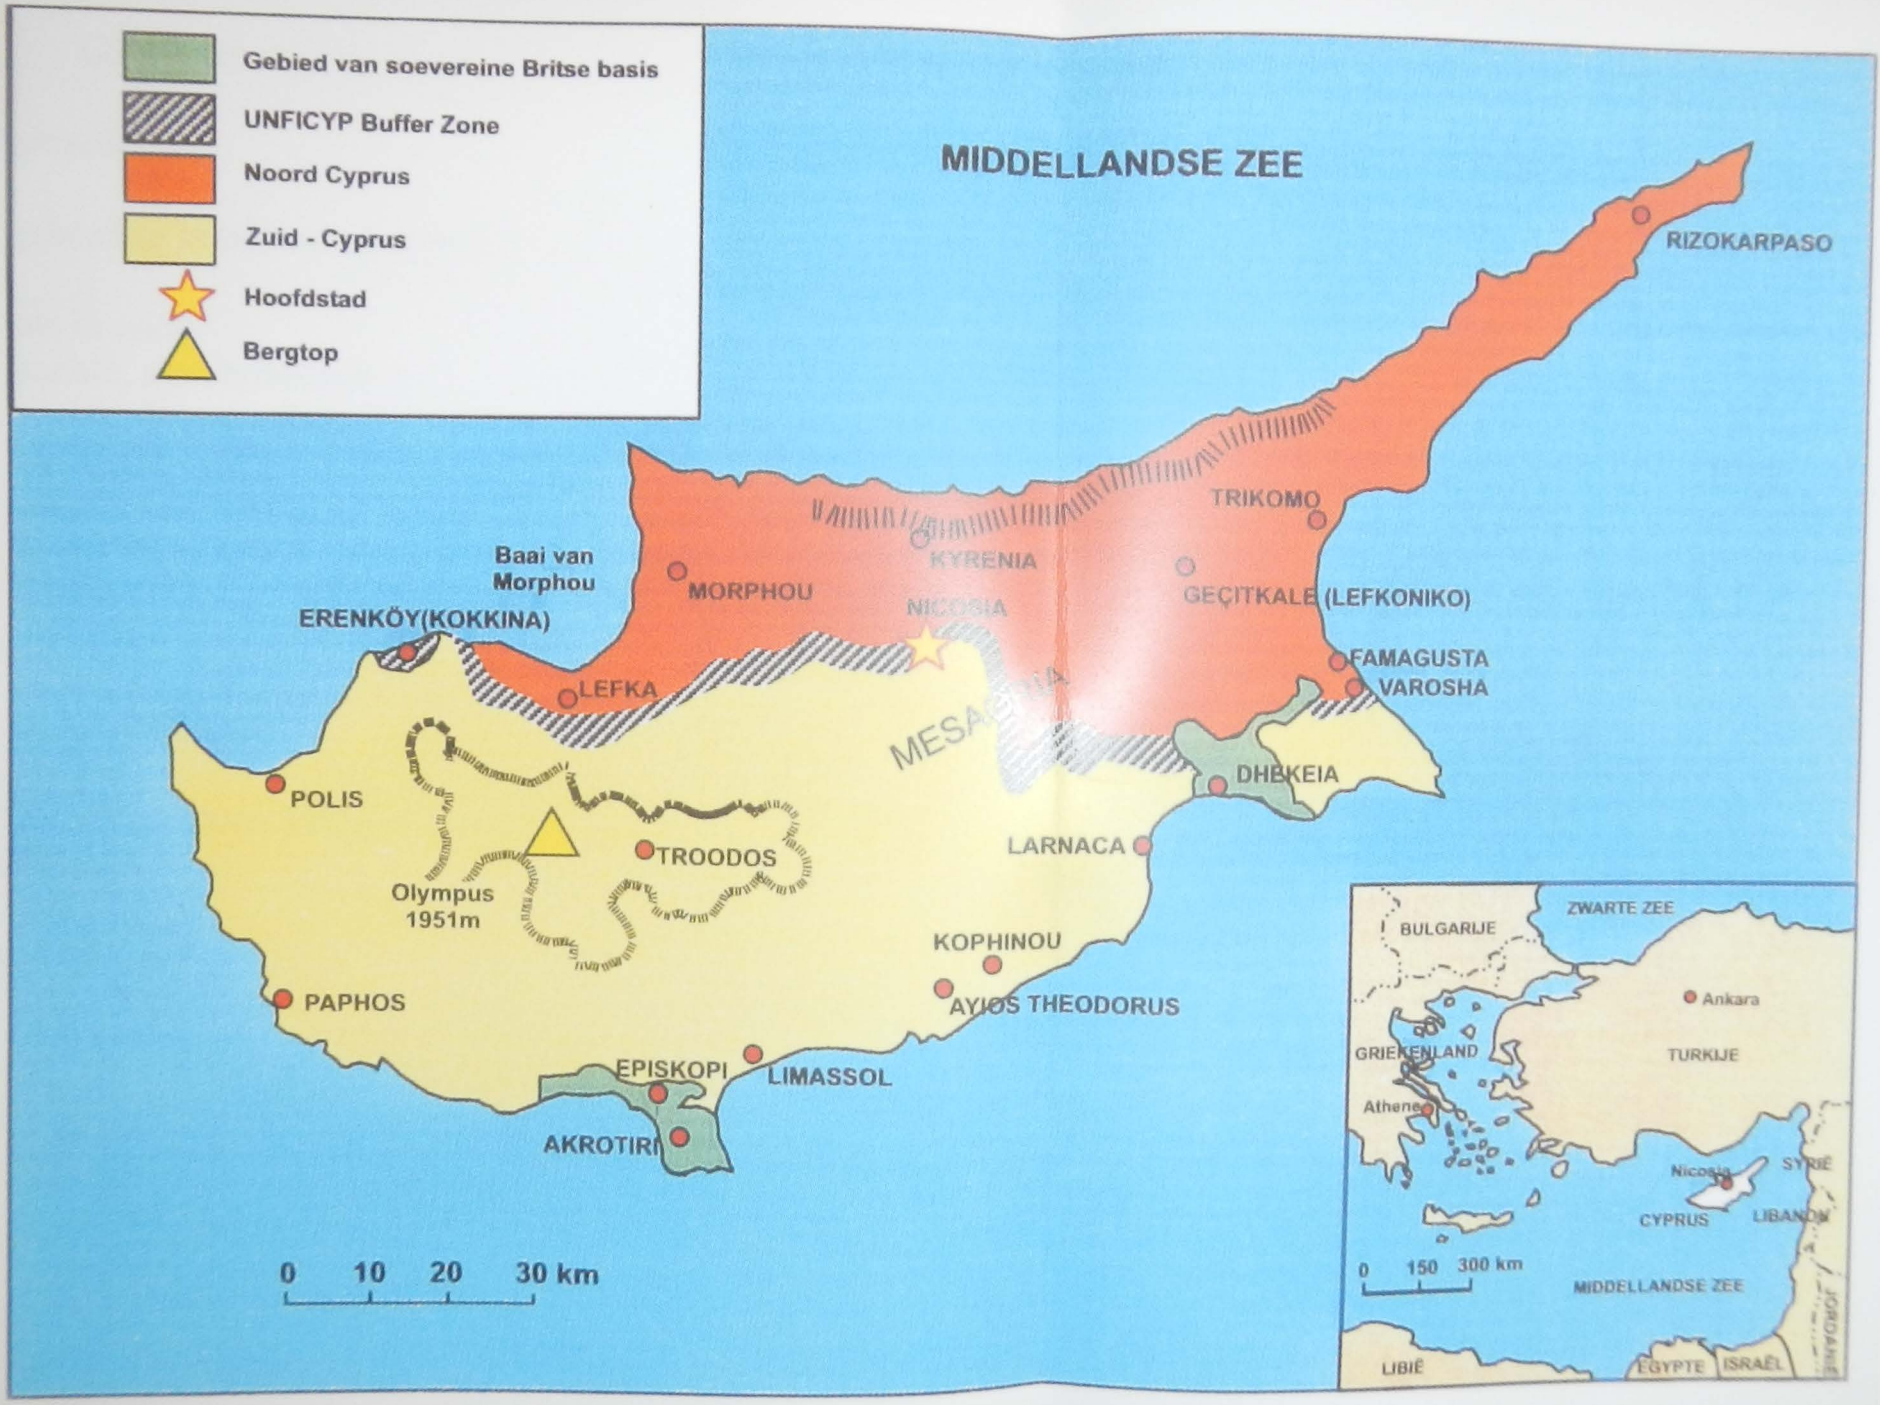 Gebied van soevereine Britse basis
UNFICYP Buffer Zone
Noord Cyprus
Zuid - Cyprus
Hoofdstad
Bergtop
MIDDELLANDSE ZEE
RIZOKARPASO
TRIKOMO
Baai van
Morphou
KYRENIA
MORPHOU
GEÇITKALE (LEFKONIKO)
NICOSIA
ERENKÖY(KOKKINA)
FAMAGUSTA
LEFKA
VAROSHA
DHEKEIA
POLIS
LARNACA
TROODOS
Olympus
1951m
KOPHINOU
PAPHOS
AYIOS THEODORUS
EPISKOPI
LIMASSOL
AKROTIRI
0 10 20 30 km
ZWARTE ZEE
BULGARIJE
Ankara
GRIEKENLAND
TURKIJE
Athene
Nicosia
SYRIË
CYPRUS
LIBANON
0 150 300 km
MIDDELLANDSE ZEE
JORDANIË
LIBIË
EGYPTE
ISRAËL